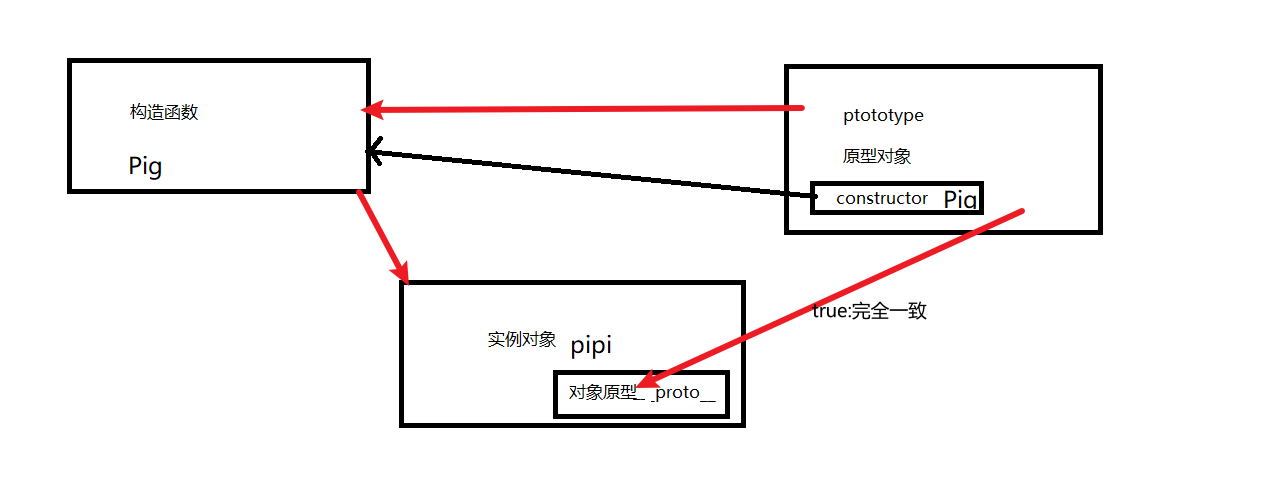 构造函数
Pig
ptototype
原型对象
constructor Pig
true:完全一致
实例对象 pipi
对象原型__proto__